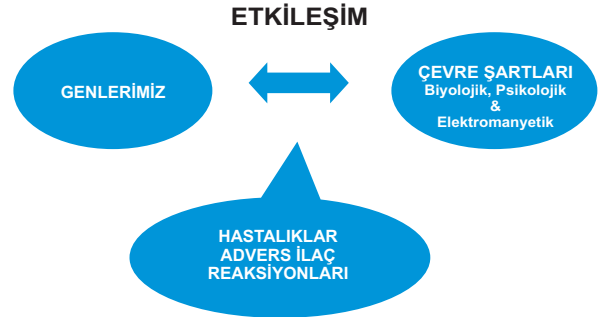 ETKİLEŞİM
GENLERİMİZ
ÇEVRE ŞARTLARI
Biyolojik, Psikolojik
&
Elektromanyetik
HASTALIKLAR
ADVERS İLAÇ
REAKSİYONLARI